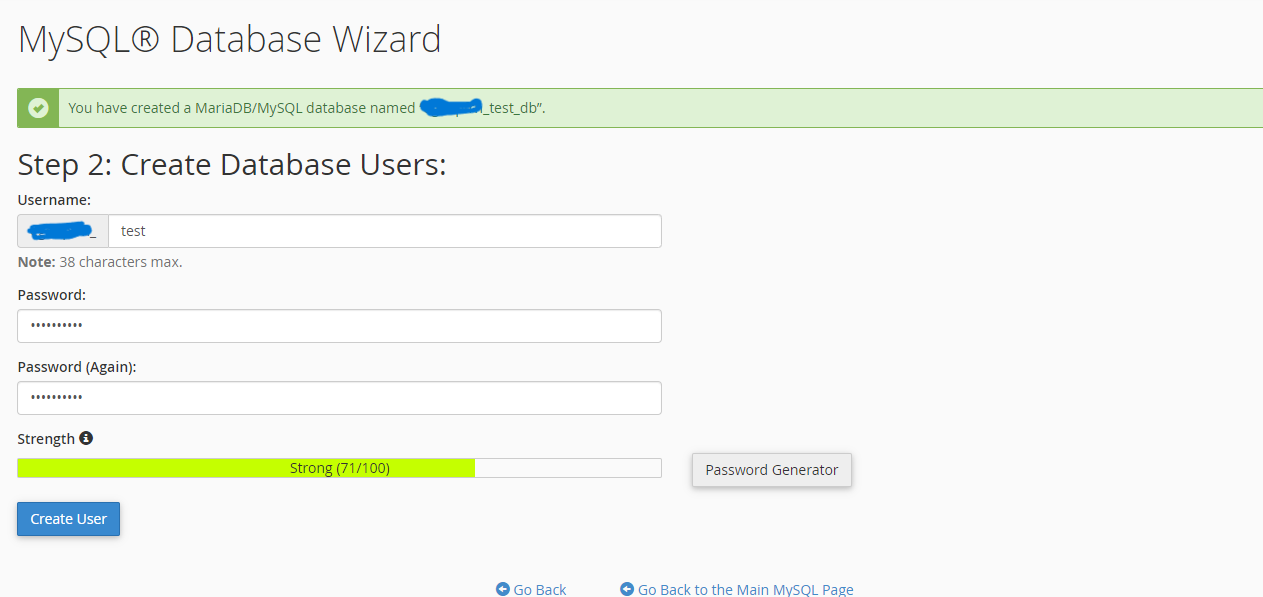 MySQL® Database Wizard
You have created a MariaDB/MySQL database named _test_db”.
Step 2: Create Database Users:
Username:
_ test
Note: 38 characters max.
Password:
••••••••••
Password (Again):
••••••••••
Strength
Strong (71/100)
Password Generator
Create User
Go Back Go Back to the Main MySQL Page